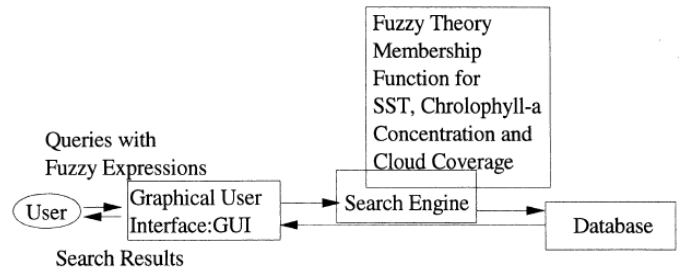 Fuzzy Theory
Membership
Function for
SST, Chrolophyll-a
Concentration and
Cloud Coverage
Queries with
Fuzzy Expressions
User
Graphical User
Interface:GUI
Search Engine
Database
Search Results